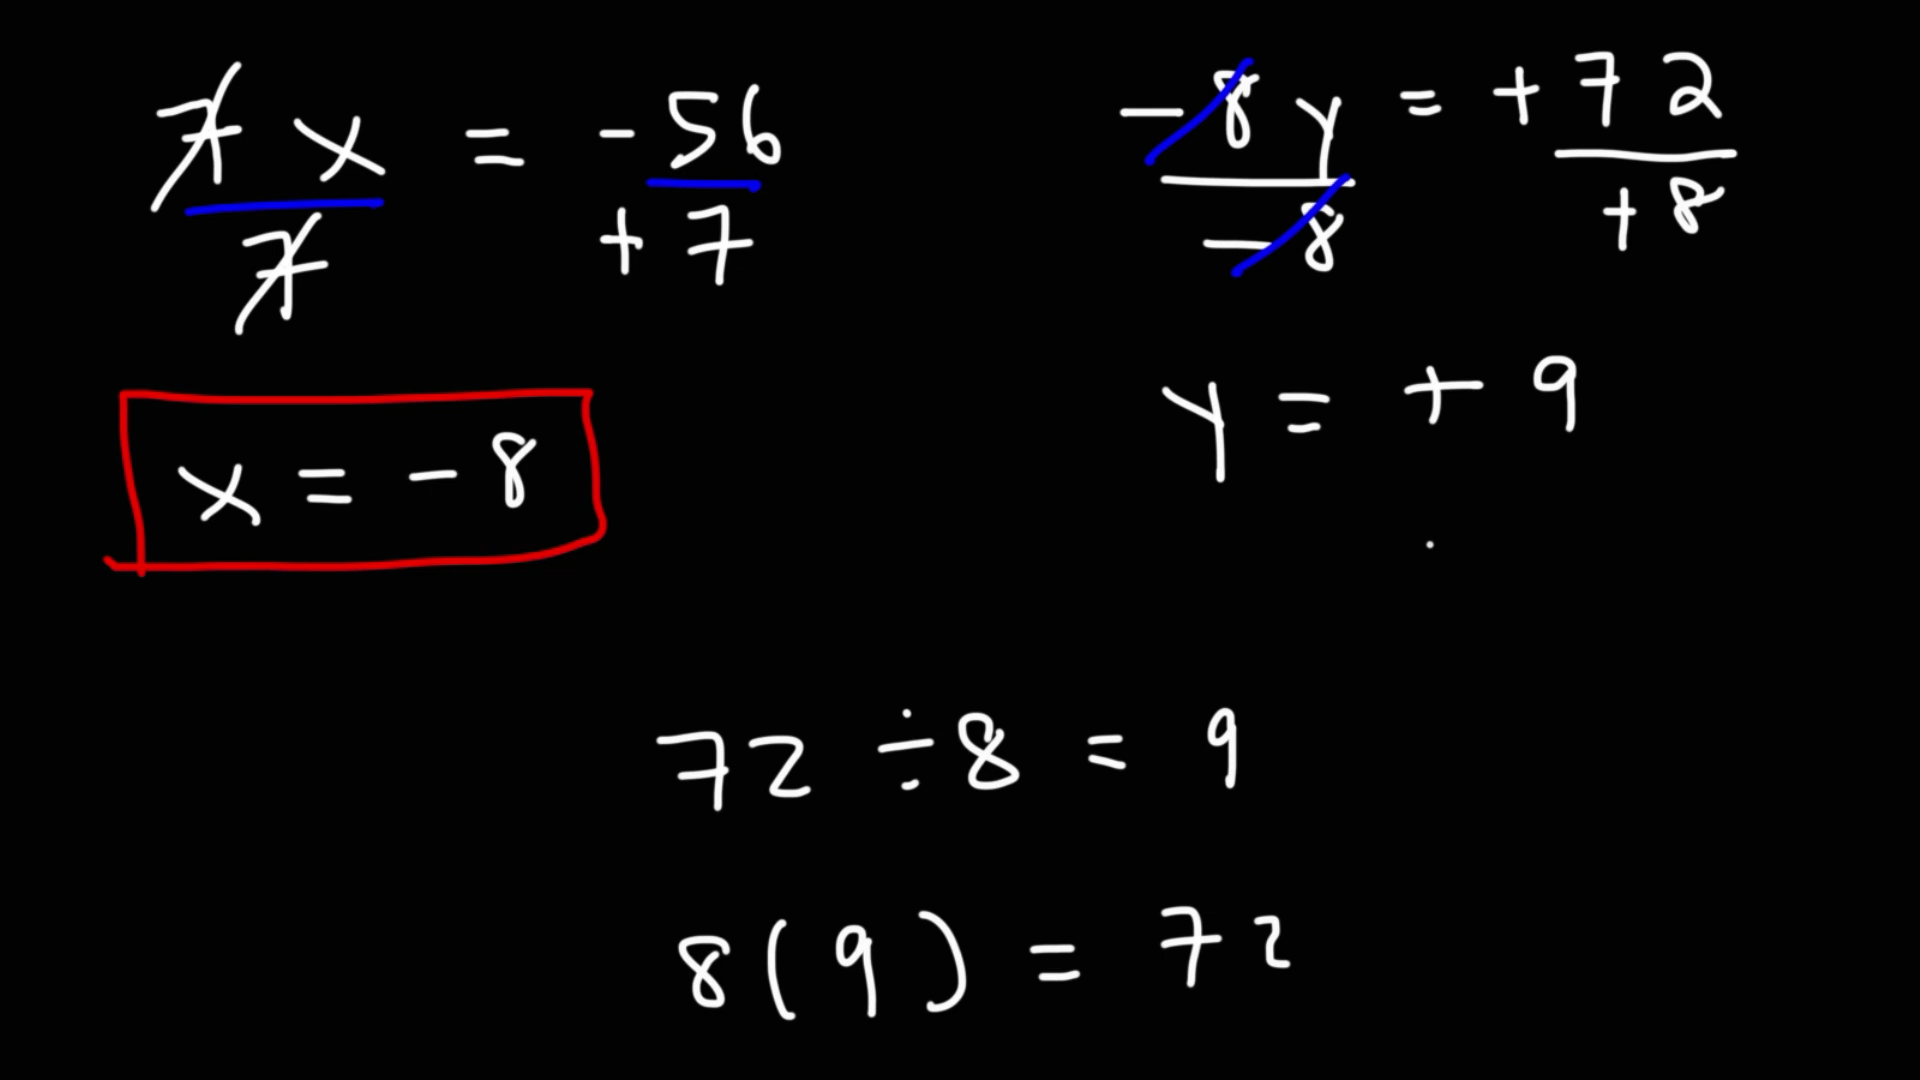 7x = -56
7 + 7
x = -8
-8y = +72
-8 +8
y = +9
72 ÷ 8 = 9
8(9) = 72